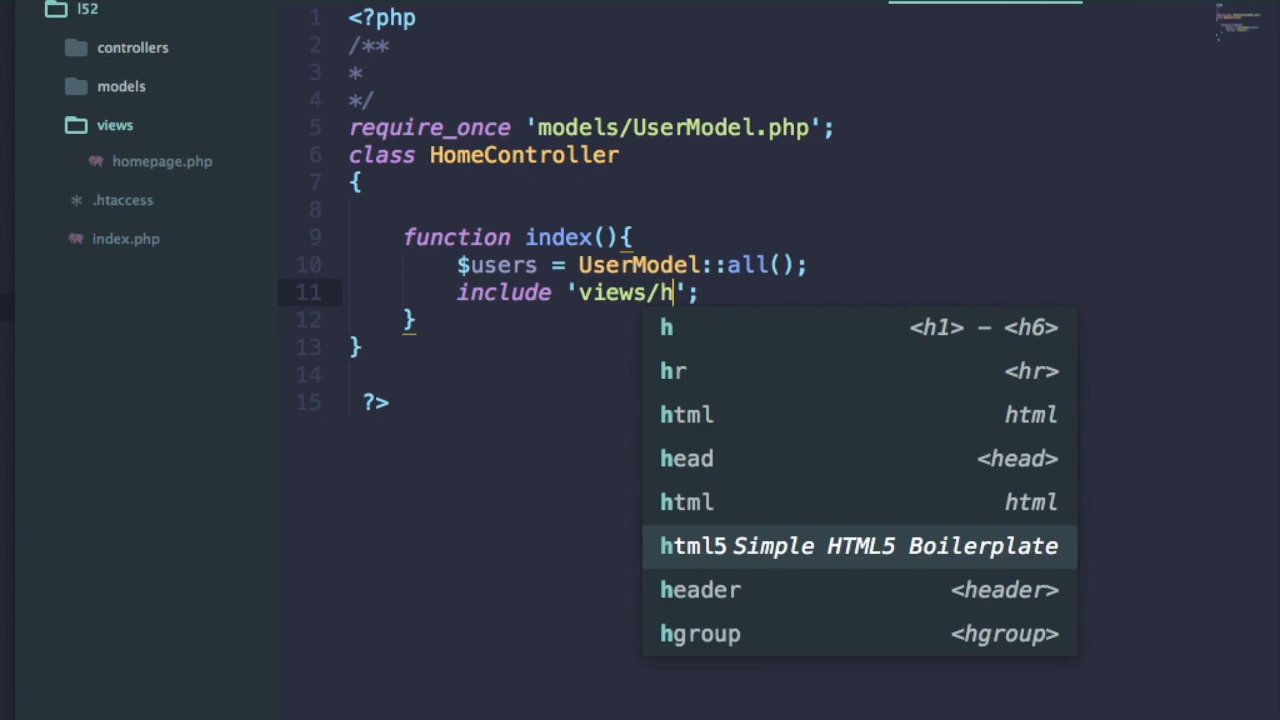 l52
controllers
models
views
homepage.php
.htaccess
index.php
1 <?php
2 /**
3 *
4 */
5 require_once 'models/UserModel.php';
6 class HomeController
7 {
8
9 function index(){
10 $users = UserModel::all();
11 include 'views/h';
12 }
13 }
14
15 ?>
h <h1> – <h6>
hr <hr>
html html
head <head>
html html
html5 Simple HTML5 Boilerplate
header <header>
hgroup <hgroup>